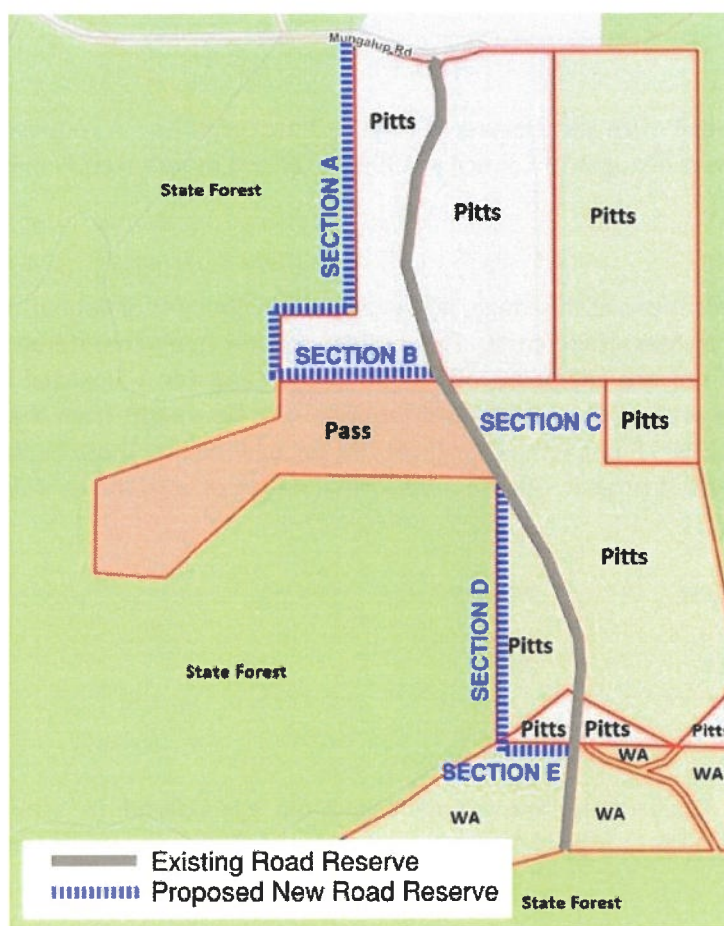 Mungalup Rd
Pitts
State Forest
SECTION A
Pitts
Pitts
SECTION B
SECTION C
Pitts
Pass
Pitts
SECTION D
Pitts
State Forest
Pitts
Pitts
Pitts
SECTION E
WA
WA
WA
WA
Existing Road Reserve
Proposed New Road Reserve
State Forest